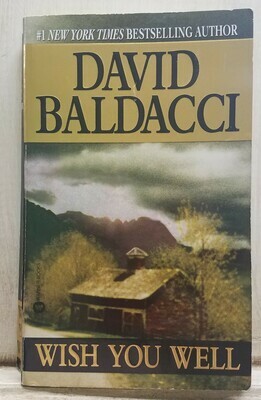 #1 NEW YORK TIMES BESTSELLING AUTHOR
DAVID
BALDACCI
WISH YOU WELL